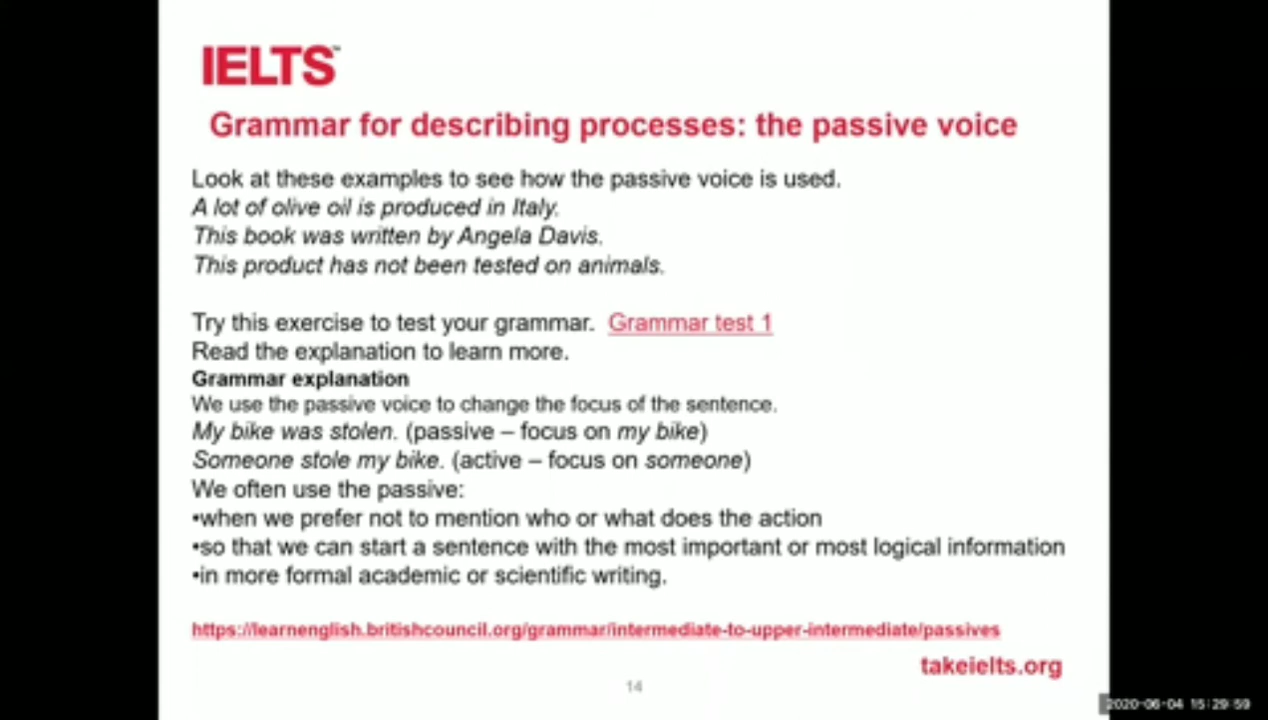 IELTS™
Grammar for describing processes: the passive voice
Look at these examples to see how the passive voice is used.
A lot of olive oil is produced in Italy.
This book was written by Angela Davis.
This product has not been tested on animals.
Try this exercise to test your grammar. Grammar test 1
Read the explanation to learn more.
Grammar explanation
We use the passive voice to change the focus of the sentence.
My bike was stolen. (passive – focus on my bike)
Someone stole my bike. (active – focus on someone)
We often use the passive:
•when we prefer not to mention who or what does the action
•so that we can start a sentence with the most important or most logical information
•in more formal academic or scientific writing.
https://learnenglish.britishcouncil.org/grammar/intermediate-to-upper-intermediate/passives
takeielts.org
14
2020-06-04 15:29:59